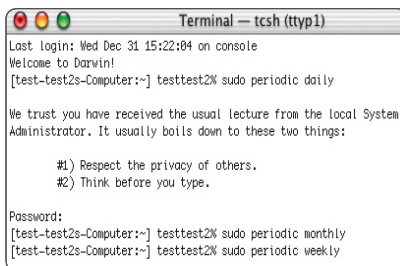 Terminal — tcsh (ttyp1)
Last login: Wed Dec 31 15:22:04 on console
Welcome to Darwin!
[test-test2s-Computer:~] testtest2% sudo periodic daily
We trust you have received the usual lecture from the local System
Administrator. It usually boils down to these two things:
#1) Respect the privacy of others.
#2) Think before you type.
Password:
[test-test2s-Computer:~] testtest2% sudo periodic monthly
[test-test2s-Computer:~] testtest2% sudo periodic weekly